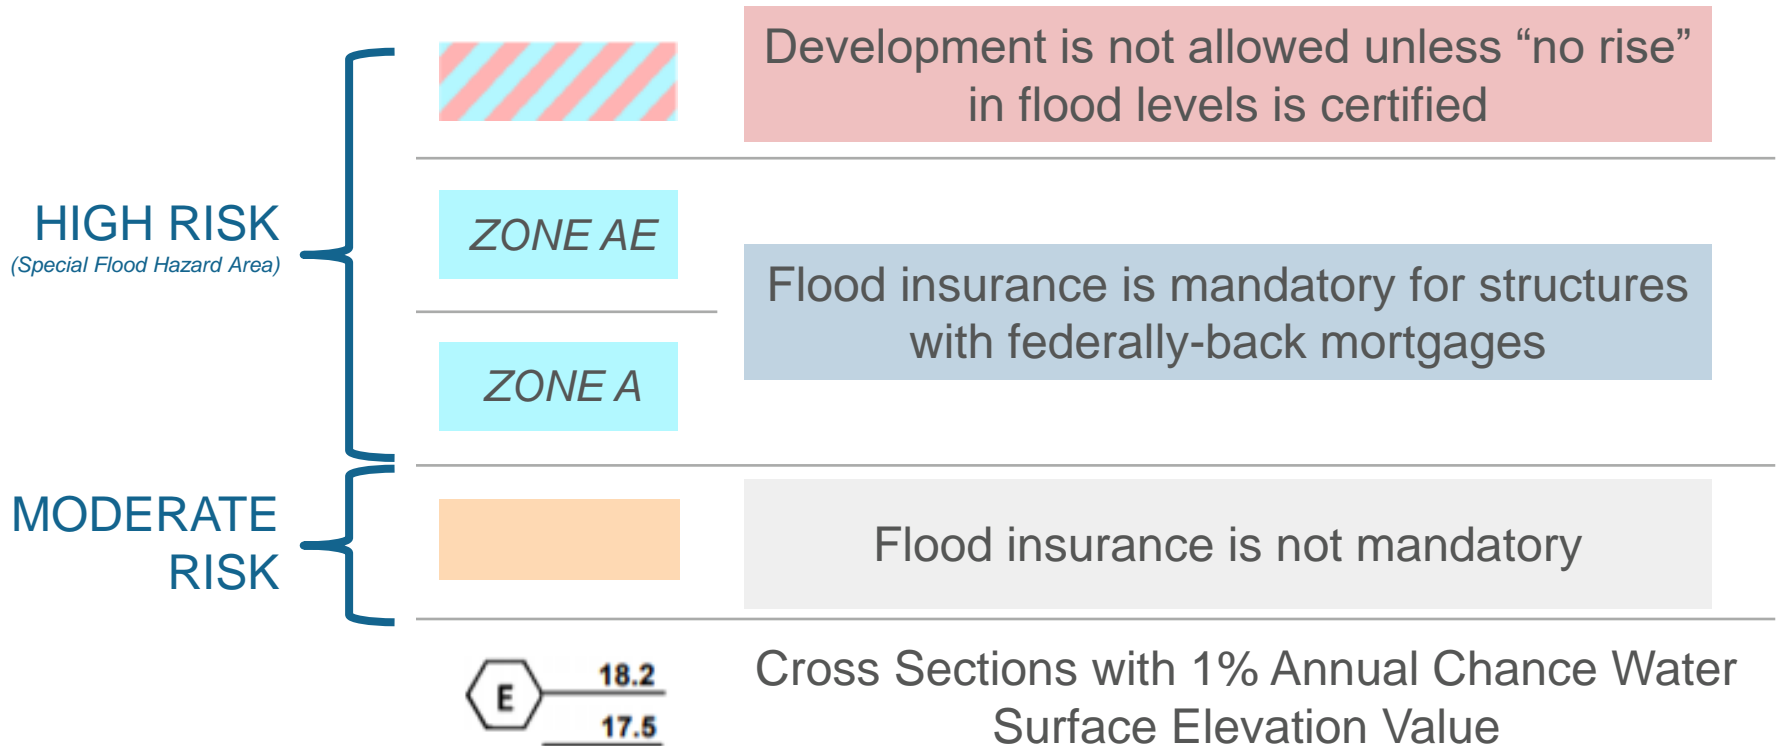 Development is not allowed unless “no rise”
in flood levels is certified
HIGH RISK
(Special Flood Hazard Area)
ZONE AE
Flood insurance is mandatory for structures
with federally-back mortgages
ZONE A
MODERATE
RISK
Flood insurance is not mandatory
E
18.2
17.5
Cross Sections with 1% Annual Chance Water
Surface Elevation Value